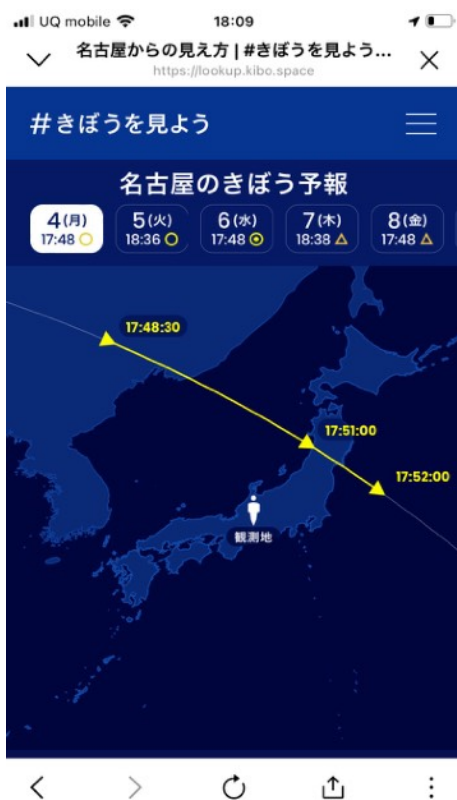 UQ mobile 18:09
名古屋からの見え方 | #きぼうを見よう...
https://lookup.kibo.space
#きぼうを見よう
名古屋のきぼう予報
4(月) 5(火) 6(水) 7(木) 8(金)
17:48 ○ 18:36 ○ 17:48 ◎ 18:38 △ 17:48 △
17:48:30
17:51:00
17:52:00
観測地